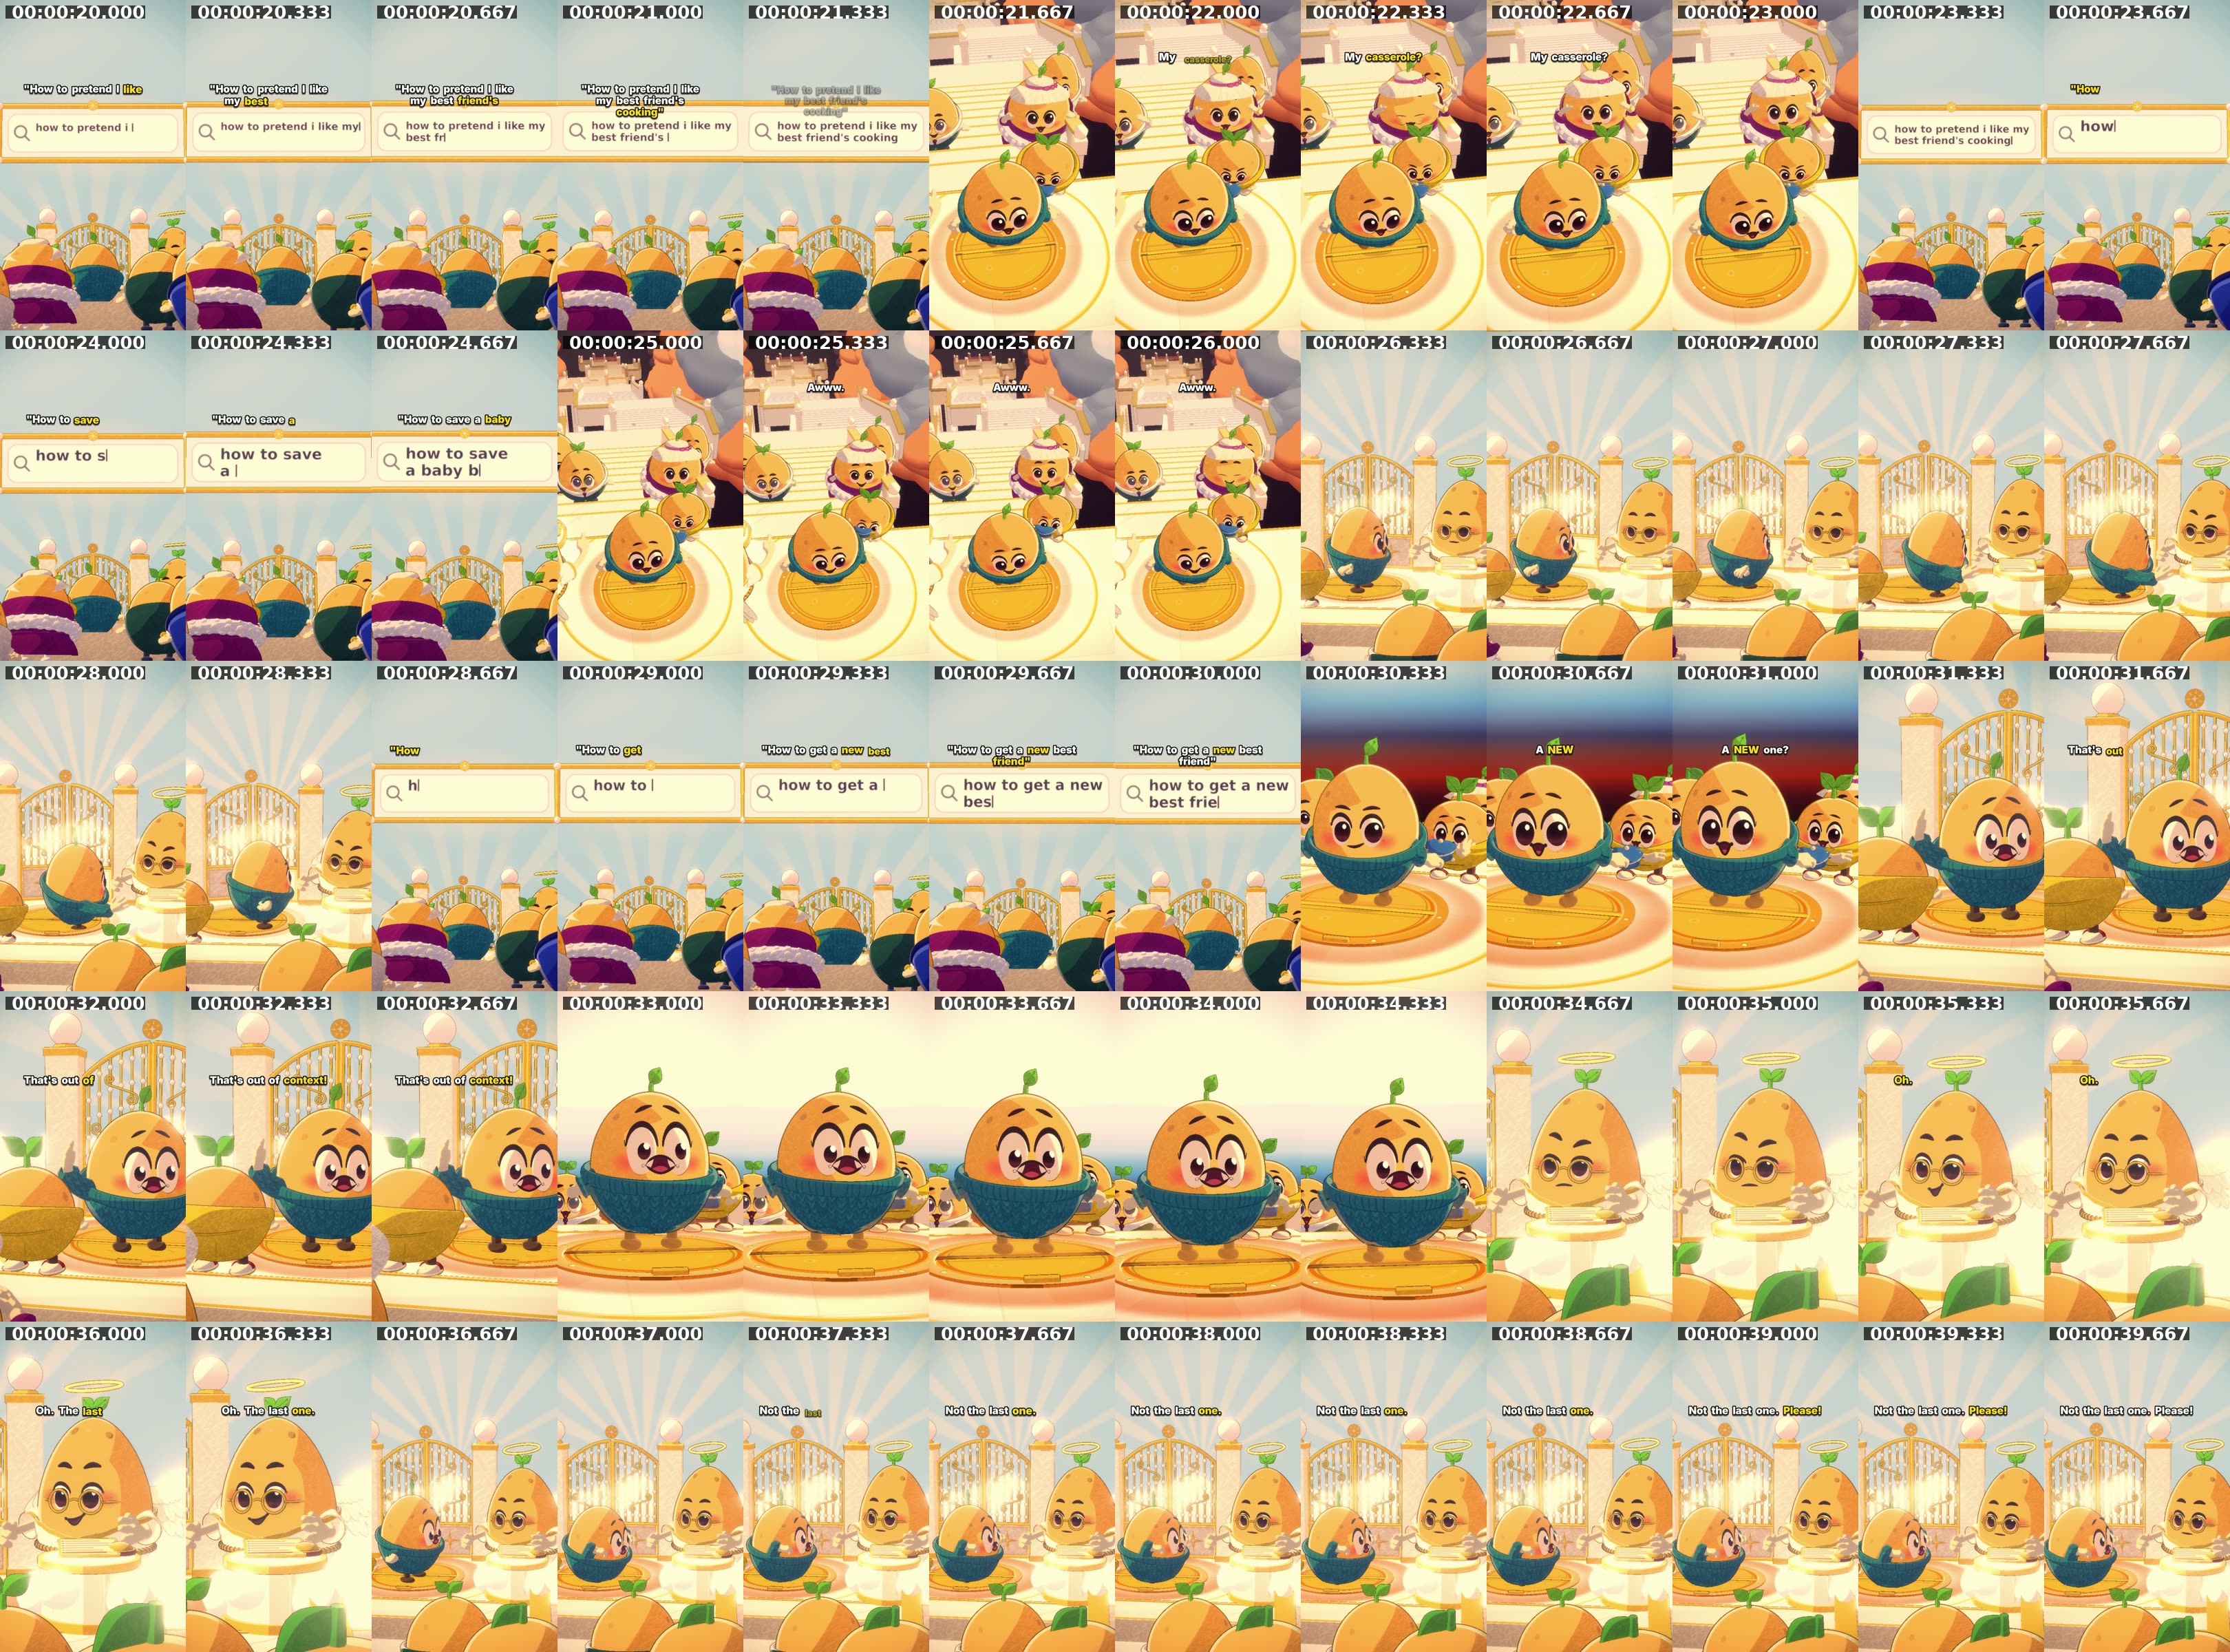 00:00:20.000
"How to pretend I like
how to pretend i
00:00:20.333
"How to pretend I like
my best
how to pretend i like my
00:00:20.667
"How to pretend I like
my best friend's
how to pretend i like my
best fr
00:00:21.000
"How to pretend I like
my best friend's
cooking"
how to pretend i like my
best friend's
00:00:21.333
"How to pretend I like
my best friend's
cooking"
how to pretend i like my
best friend's cooking
00:00:21.667
00:00:22.000
My casserole?
00:00:22.333
My casserole?
00:00:22.667
My casserole?
00:00:23.000
00:00:23.333
how to pretend i like my
best friend's cooking
00:00:23.667
"How
how
00:00:24.000
"How to save
how to s
00:00:24.333
"How to save a
how to save
a
00:00:24.667
"How to save a baby
how to save
a baby b
00:00:25.000
00:00:25.333
Awww.
00:00:25.667
Awww.
00:00:26.000
Awww.
00:00:26.333
00:00:26.667
00:00:27.000
00:00:27.333
00:00:27.667
00:00:28.000
00:00:28.333
00:00:28.667
"How
h
00:00:29.000
"How to get
how to
00:00:29.333
"How to get a new best
how to get a
00:00:29.667
"How to get a new best
friend"
how to get a new
bes
00:00:30.000
"How to get a new best
friend"
how to get a new
best frie
00:00:30.333
00:00:30.667
A NEW
00:00:31.000
A NEW one?
00:00:31.333
00:00:31.667
That's out
00:00:32.000
That's out of
00:00:32.333
That's out of context!
00:00:32.667
That's out of context!
00:00:33.000
00:00:33.333
00:00:33.667
00:00:34.000
00:00:34.333
00:00:34.667
00:00:35.000
00:00:35.333
Oh.
00:00:35.667
Oh.
00:00:36.000
Oh. The last
00:00:36.333
Oh. The last one.
00:00:36.667
00:00:37.000
00:00:37.333
Not the last
00:00:37.667
Not the last one.
00:00:38.000
Not the last one.
00:00:38.333
Not the last one.
00:00:38.667
Not the last one.
00:00:39.000
Not the last one. Please!
00:00:39.333
Not the last one. Please!
00:00:39.667
Not the last one. Please!